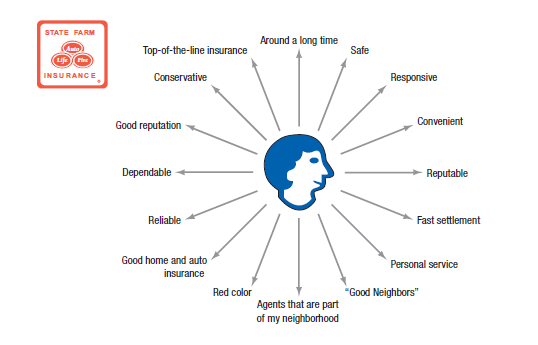 STATE FARM
Auto
Life Fire
INSURANCE
Around a long time
Top-of-the-line insurance
Safe
Conservative
Responsive
Good reputation
Convenient
Dependable
Reputable
Reliable
Fast settlement
Good home and auto
insurance
Personal service
Red color
"Good Neighbors"
Agents that are part
of my neighborhood